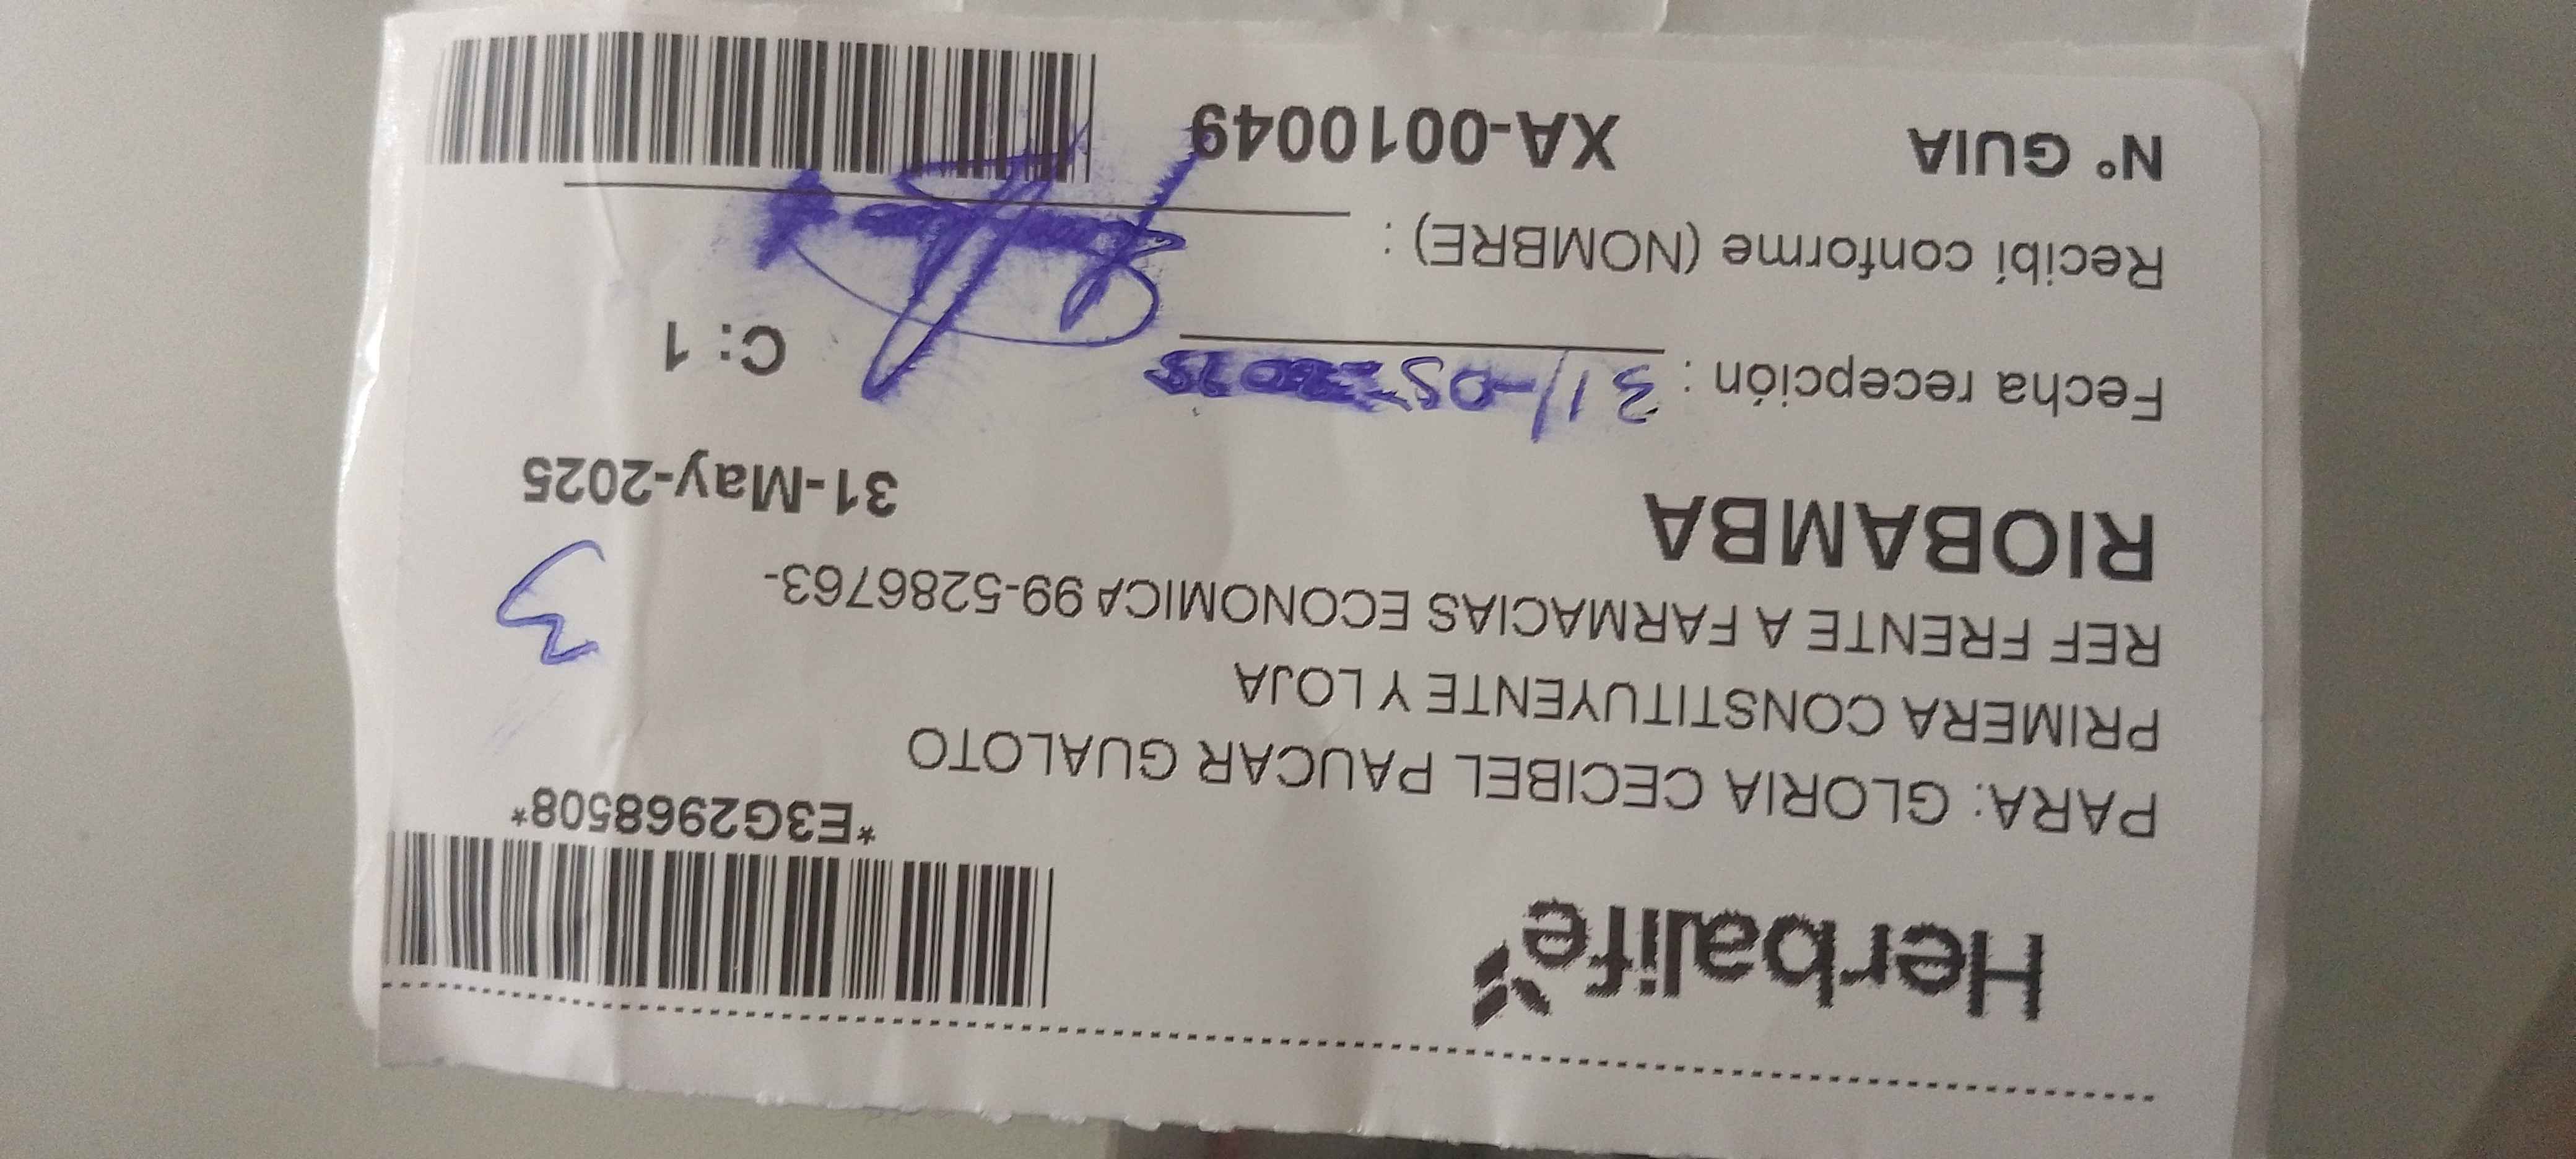 Herbalife
*E3G2968508*
PARA: GLORIA CECIBEL PAUCAR GUALOTO
PRIMERA CONSTITUYENTE Y LOJA
REF FRENTE A FARMACIAS ECONOMICA 99-5286763-
3
RIOBAMBA 31-May-2025
Fecha recepción : 31/-05-2025 C: 1
Recibí conforme (NOMBRE) :
N° GUIA XA-0010049